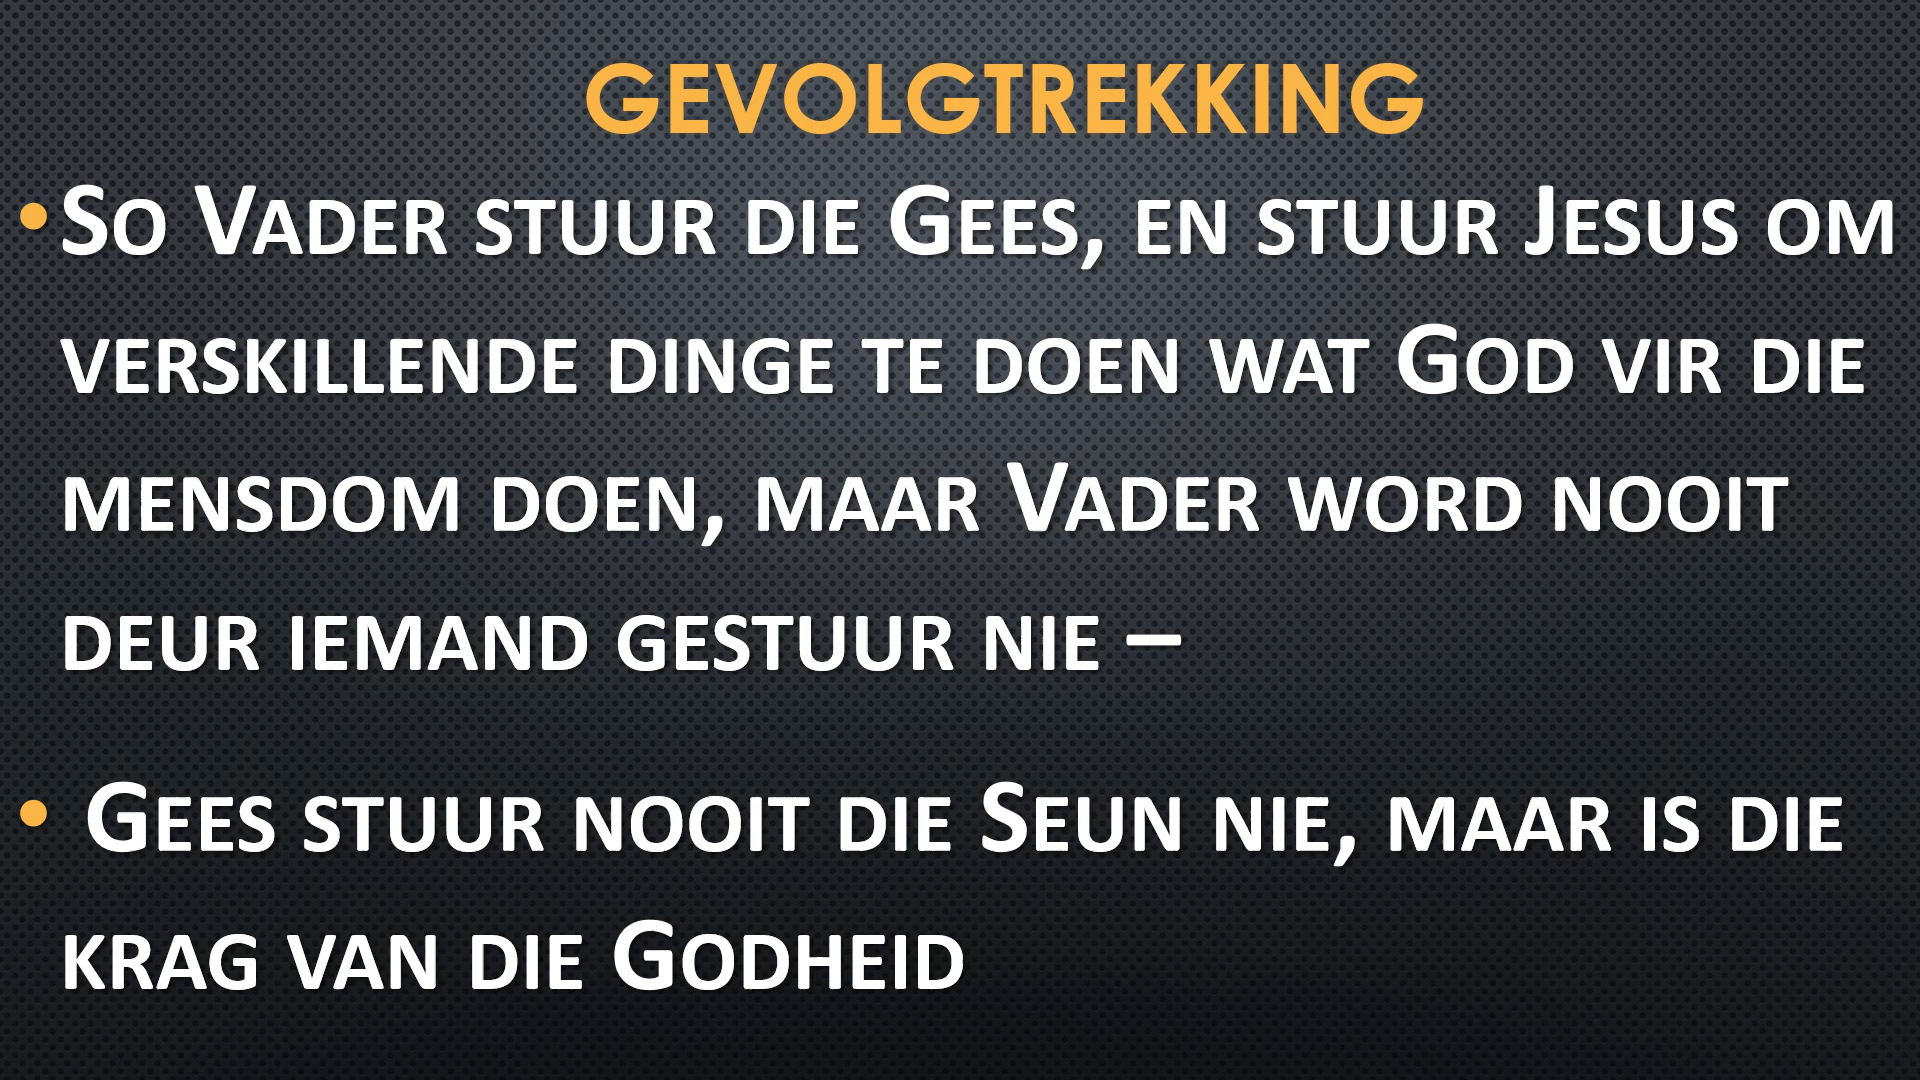 GEVOLGTREKKING
• So Vader stuur die Gees, en stuur Jesus om
verskillende dinge te doen wat God vir die
mensdom doen, maar Vader word nooit
deur iemand gestuur nie –
• Gees stuur nooit die Seun nie, maar is die
krag van die Godheid